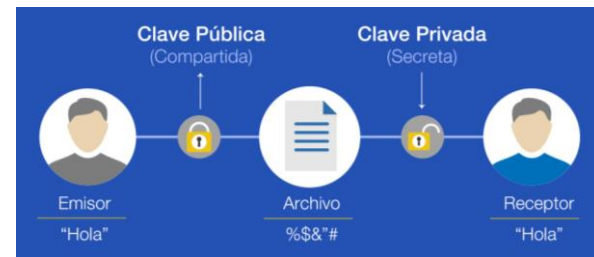 Clave Pública
(Compartida)
Clave Privada
(Secreta)
Emisor
"Hola"
Archivo
%$&"#
Receptor
"Hola"